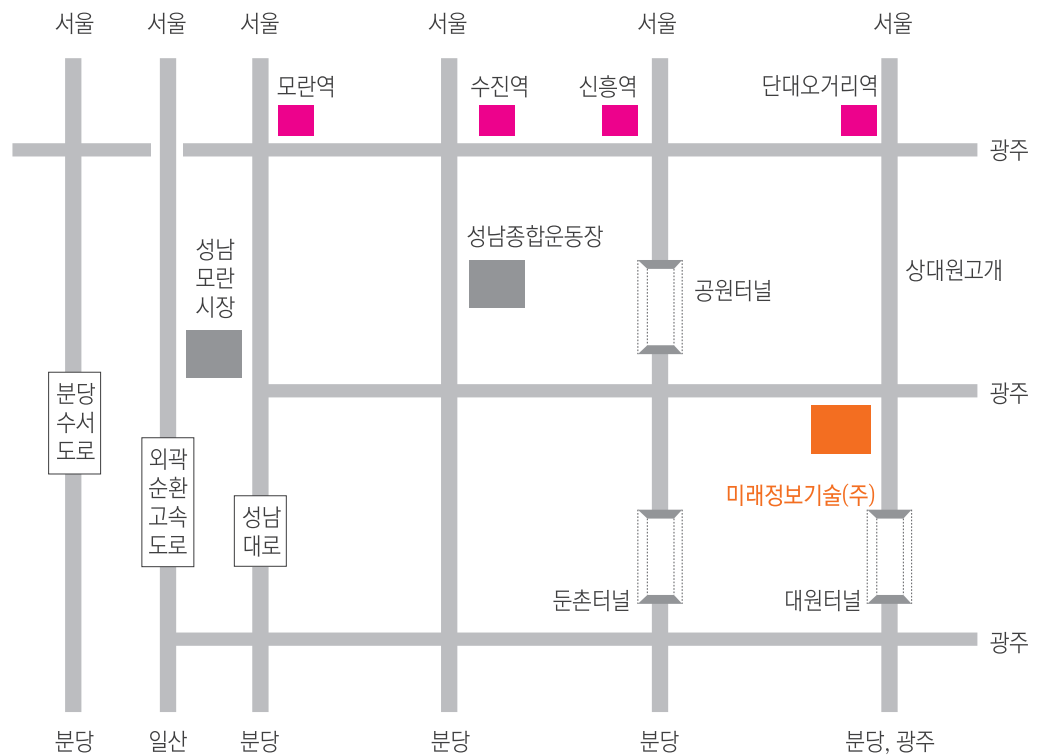 서울
서울
서울
서울
서울
서울
모란역
수진역
신흥역
단대오거리역
광주
성남
모란
시장
성남종합운동장
공원터널
상대원고개
분당
수서
도로
광주
외곽
순환
고속
도로
성남
대로
미래정보기술(주)
둔촌터널
대원터널
광주
분당
일산
분당
분당
분당
분당, 광주